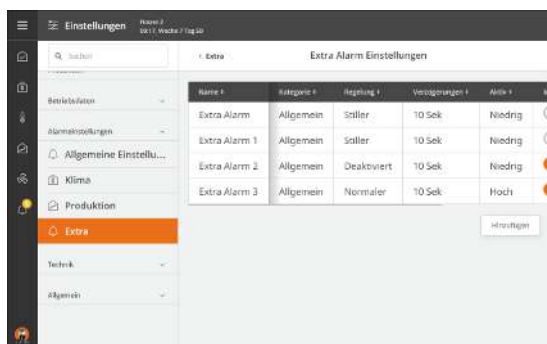 Einstellungen
Suchen
Betriebsdaten
Alarmeinstellungen
Allgemeine Einstellu...
Klima
Produktion
Extra
Technik
Allgemein
Extra
Extra Alarm Einstellungen
Name Kategorie Regelung Verzögerungen Aktiv
Extra Alarm Allgemein Stiller 10 Sek Niedrig
Extra Alarm 1 Allgemein Stiller 10 Sek Niedrig
Extra Alarm 2 Allgemein Deaktiviert 10 Sek Niedrig
Extra Alarm 3 Allgemein Normaler 10 Sek Hoch
Hinzufügen